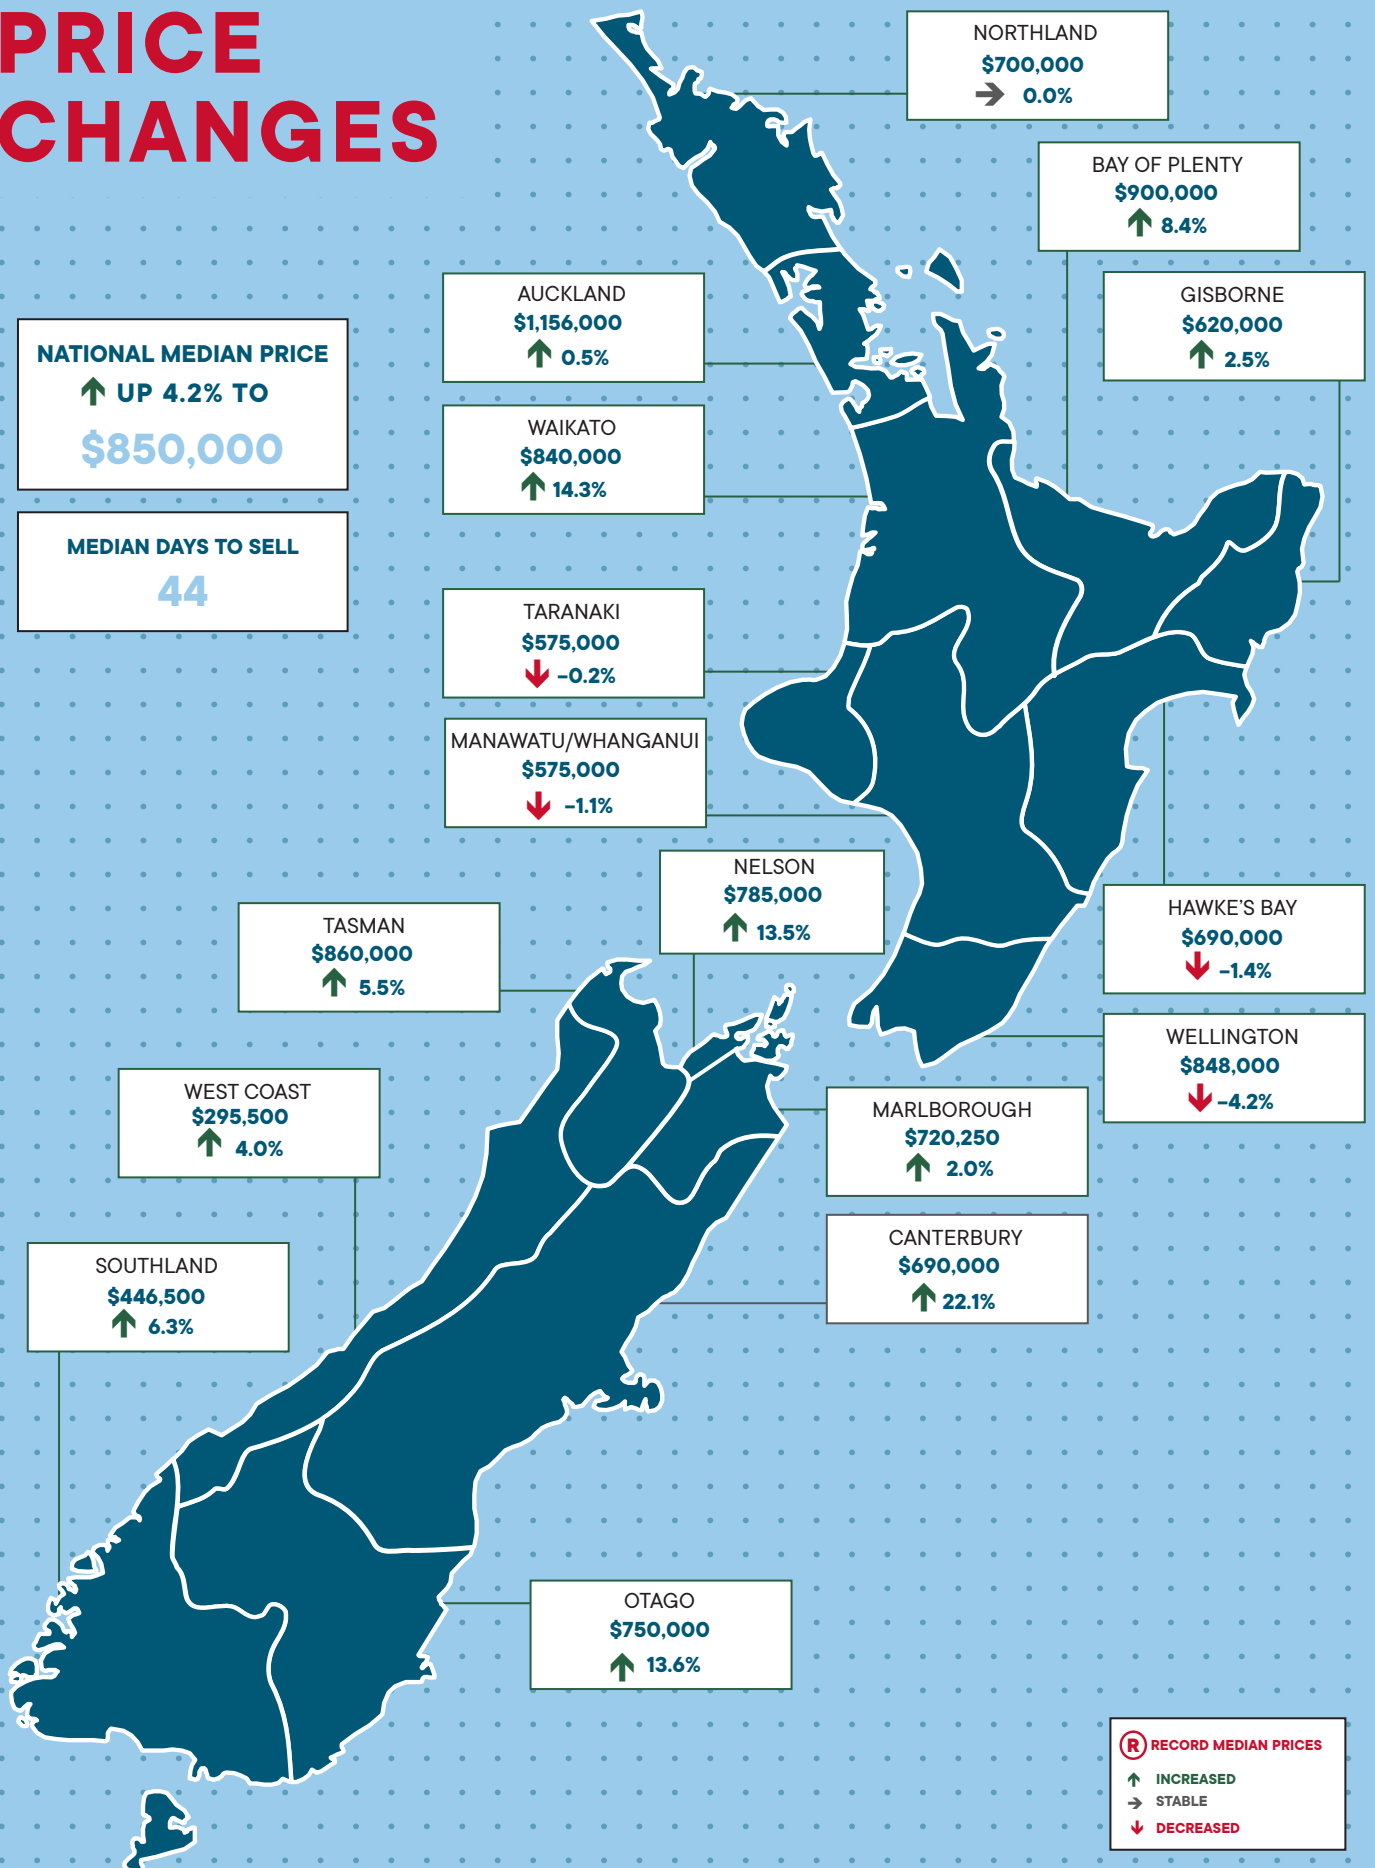 PRICE
CHANGES
NORTHLAND
$700,000
0.0%
BAY OF PLENTY
$900,000
8.4%
GISBORNE
$620,000
2.5%
AUCKLAND
$1,156,000
0.5%
NATIONAL MEDIAN PRICE
UP 4.2% TO
$850,000
WAIKATO
$840,000
14.3%
MEDIAN DAYS TO SELL
44
TARANAKI
$575,000
-0.2%
MANAWATU/WHANGANUI
$575,000
-1.1%
NELSON
$785,000
13.5%
TASMAN
$860,000
5.5%
HAWKE'S BAY
$690,000
-1.4%
WELLINGTON
$848,000
-4.2%
WEST COAST
$295,500
4.0%
MARLBOROUGH
$720,250
2.0%
CANTERBURY
$690,000
22.1%
SOUTHLAND
$446,500
6.3%
OTAGO
$750,000
13.6%
R RECORD MEDIAN PRICES
INCREASED
STABLE
DECREASED